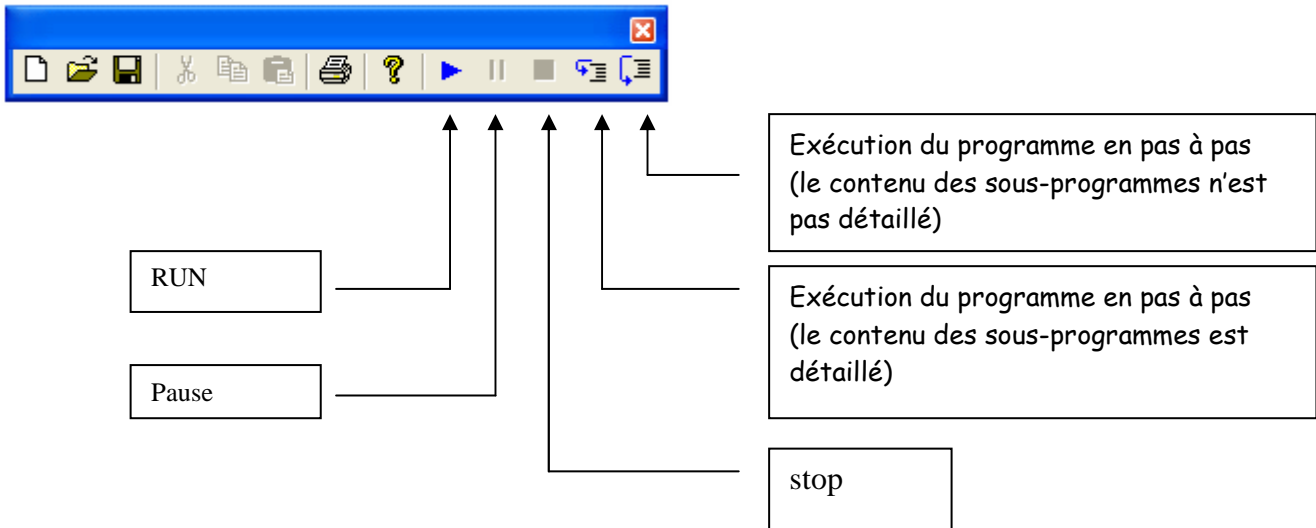 Exécution du programme en pas à pas
(le contenu des sous-programmes n'est
pas détaillé)
RUN
Exécution du programme en pas à pas
(le contenu des sous-programmes est
détaillé)
Pause
stop